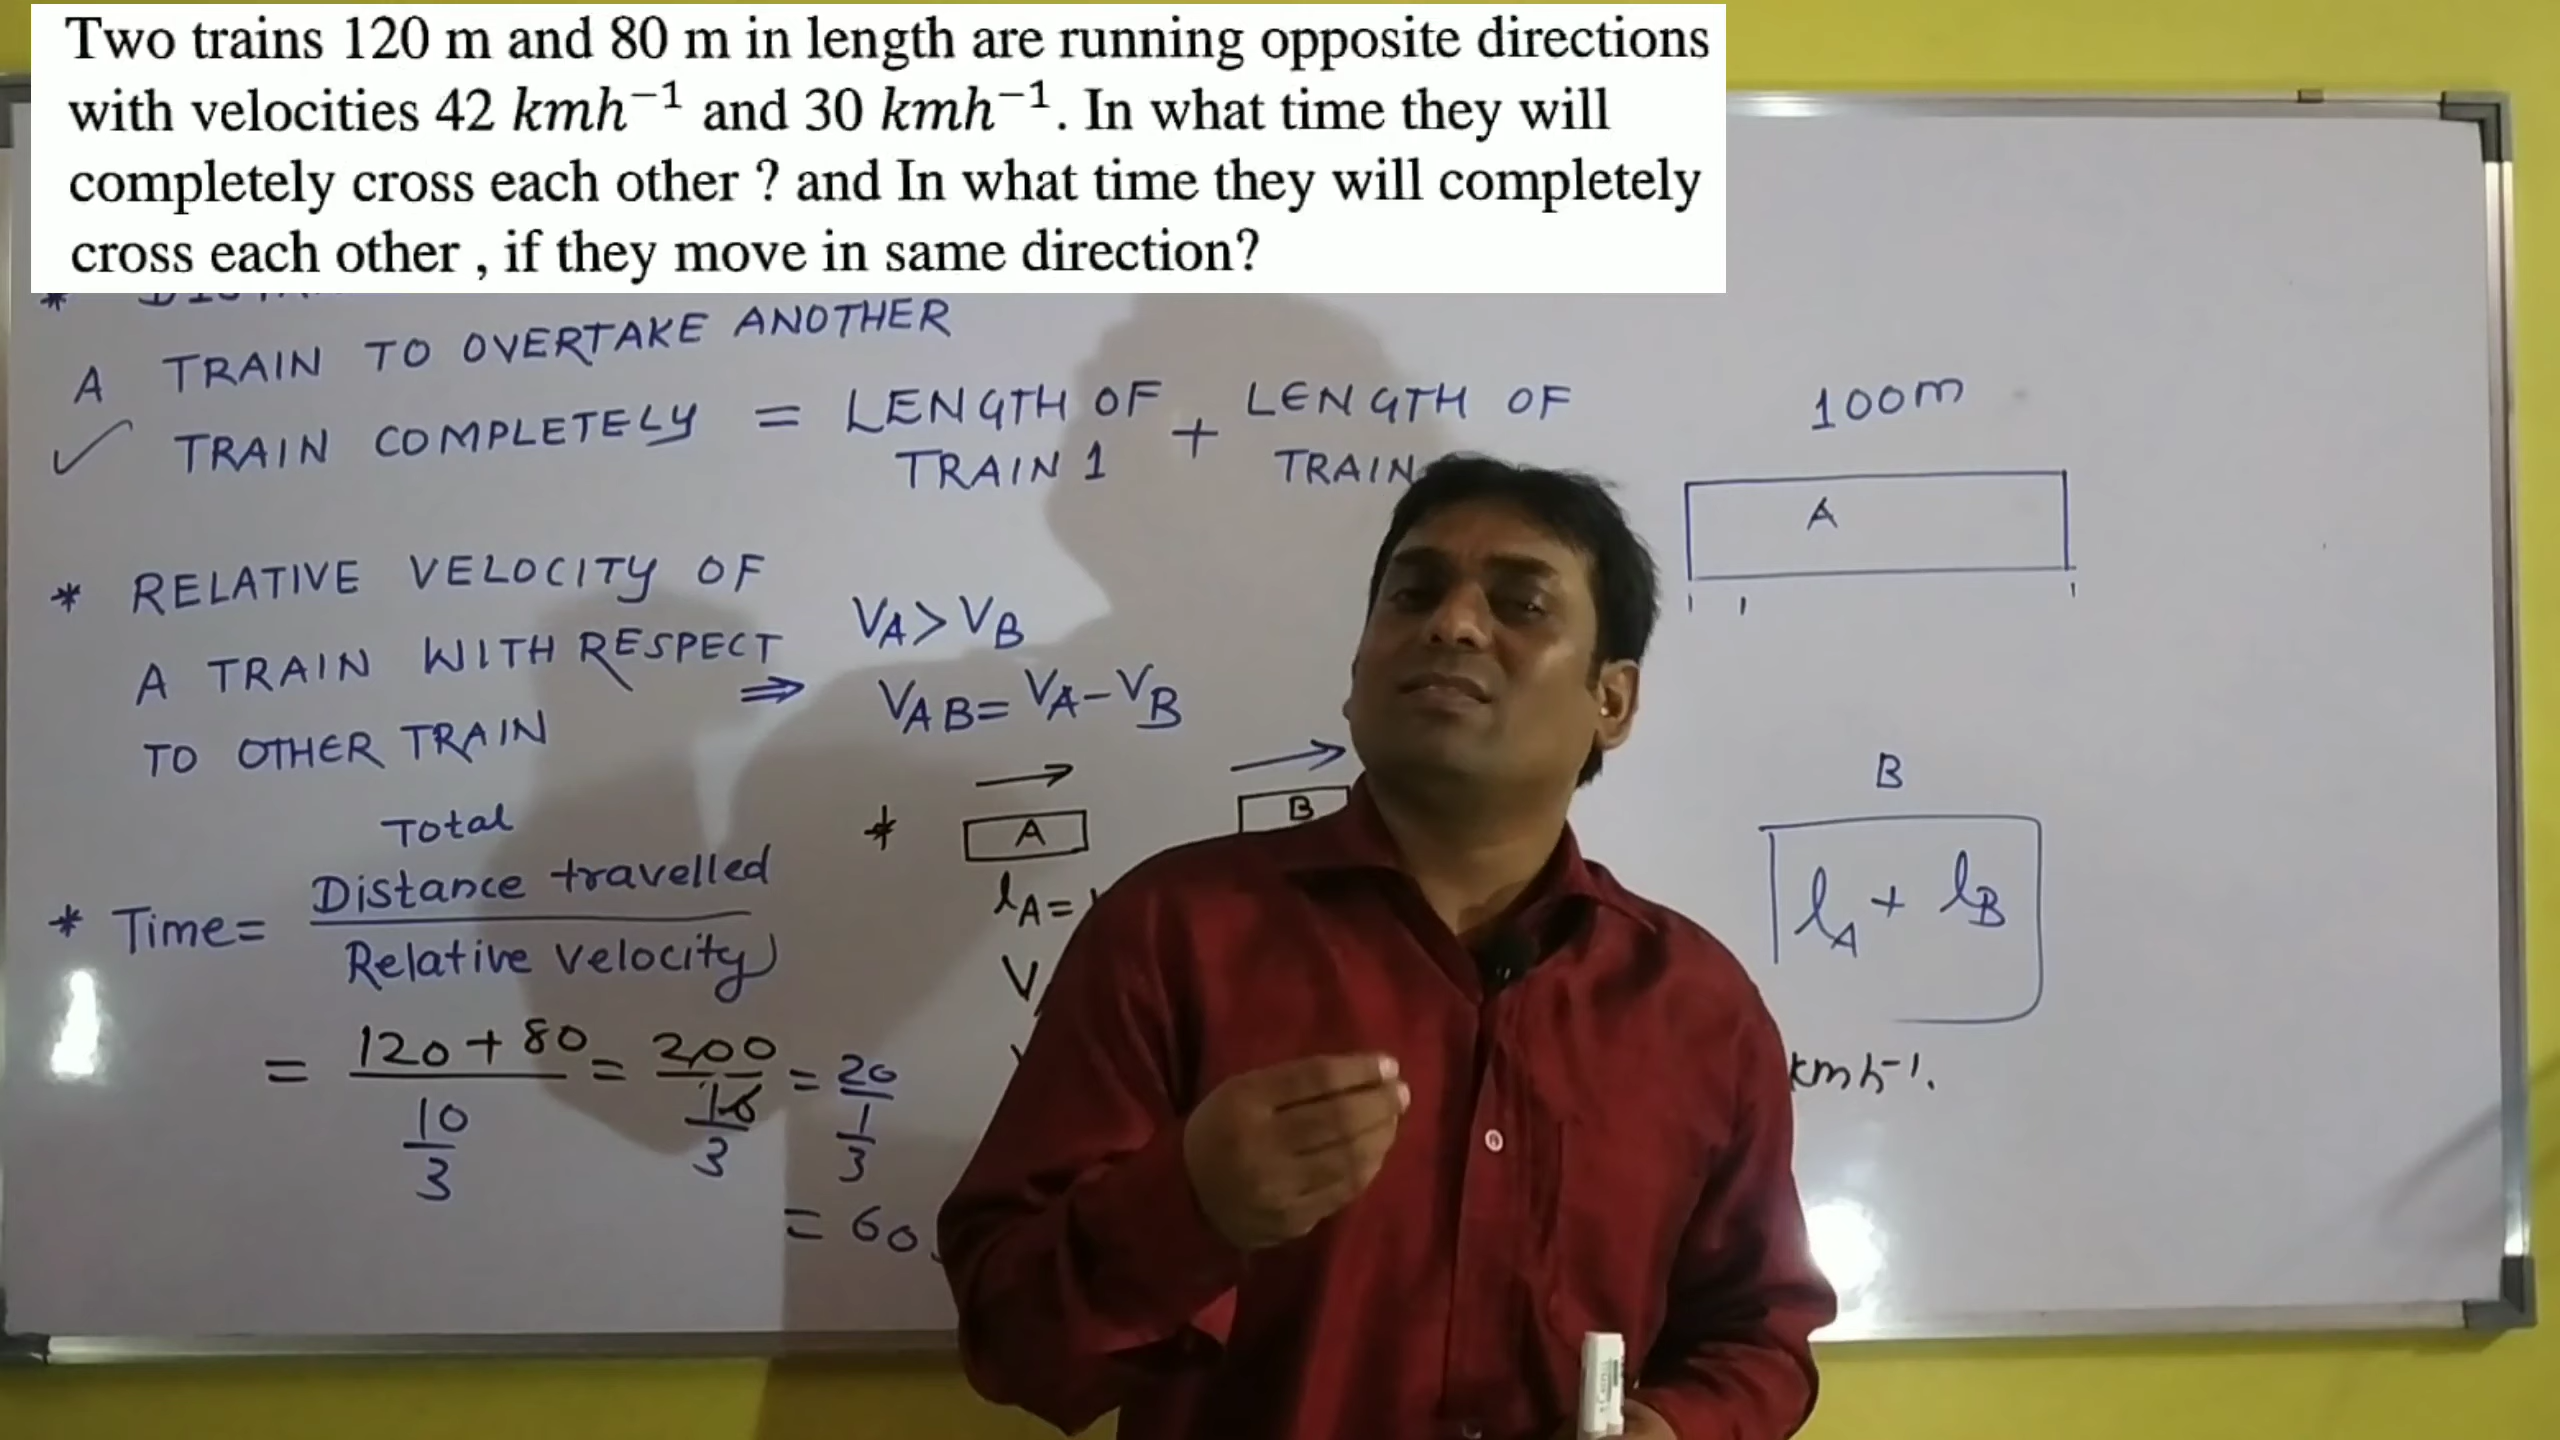 Two trains 120 m and 80 m in length are running opposite directions
with velocities 42 kmh⁻¹ and 30 kmh⁻¹. In what time they will
completely cross each other ? and In what time they will completely
cross each other , if they move in same direction?
A TRAIN TO OVERTAKE ANOTHER
✓ TRAIN COMPLETELY = LENGTH OF TRAIN 1 + LENGTH OF TRAIN
* RELATIVE VELOCITY OF
A TRAIN WITH RESPECT
TO OTHER TRAIN
⇒ VA > VB
VAB = VA - VB
* A B
lA =
V
* Time = Total Distance travelled / Relative velocity
= 120 + 80 / 10/3 = 200 / 10/3 = 20 / 1/3
= 60
100m
A
B
lA + lB
kmh⁻¹.